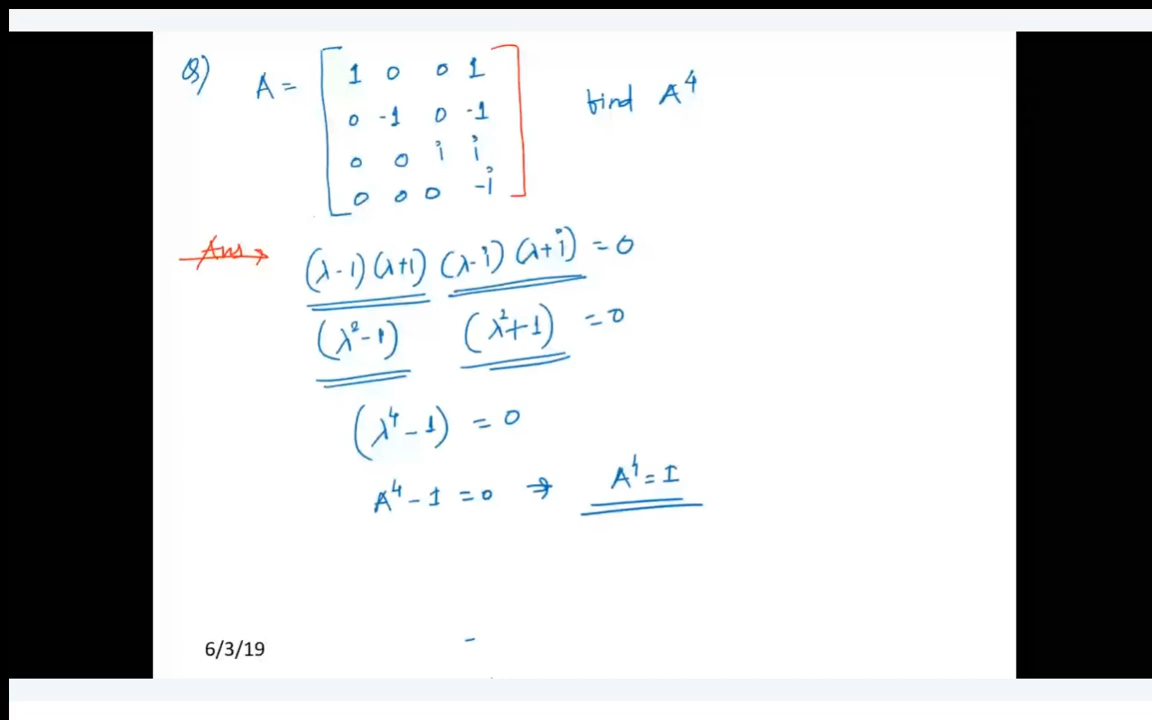 Q) A = [ 1 0 0 1 find A⁴
0 -1 0 -1
0 0 i i
0 0 0 -i ]
Ans → (λ-1)(λ+1) (λ-i)(λ+i) = 0
(λ²-1) (λ²+1) = 0
(λ⁴-1) = 0
A⁴-1 = 0 ⇒ A⁴ = I
6/3/19